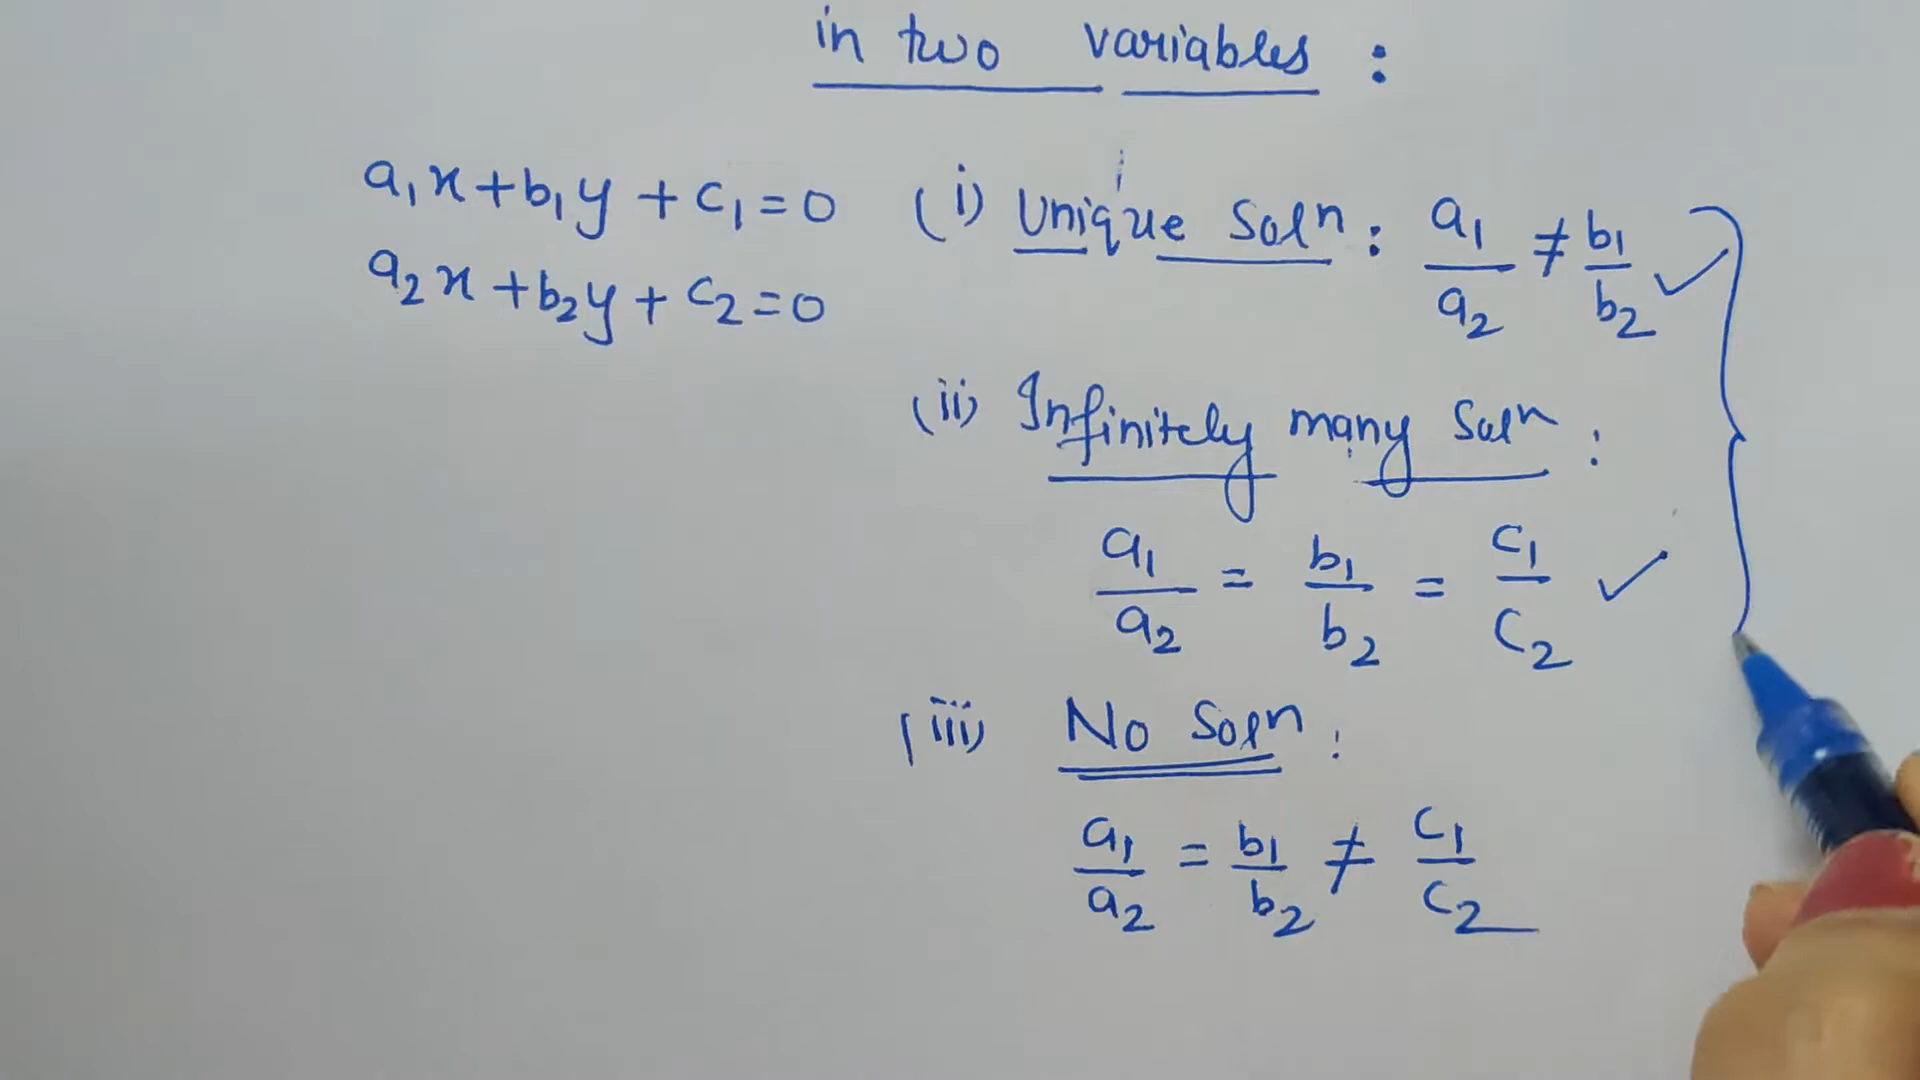 in two variables :
a₁x + b₁y + c₁ = 0
a₂x + b₂y + c₂ = 0
(i) Unique Solⁿ : a₁/a₂ ≠ b₁/b₂ ✓
(ii) Infinitely many Solⁿ :
a₁/a₂ = b₁/b₂ = c₁/c₂ ✓
(iii) No Solⁿ :
a₁/a₂ = b₁/b₂ ≠ c₁/c₂